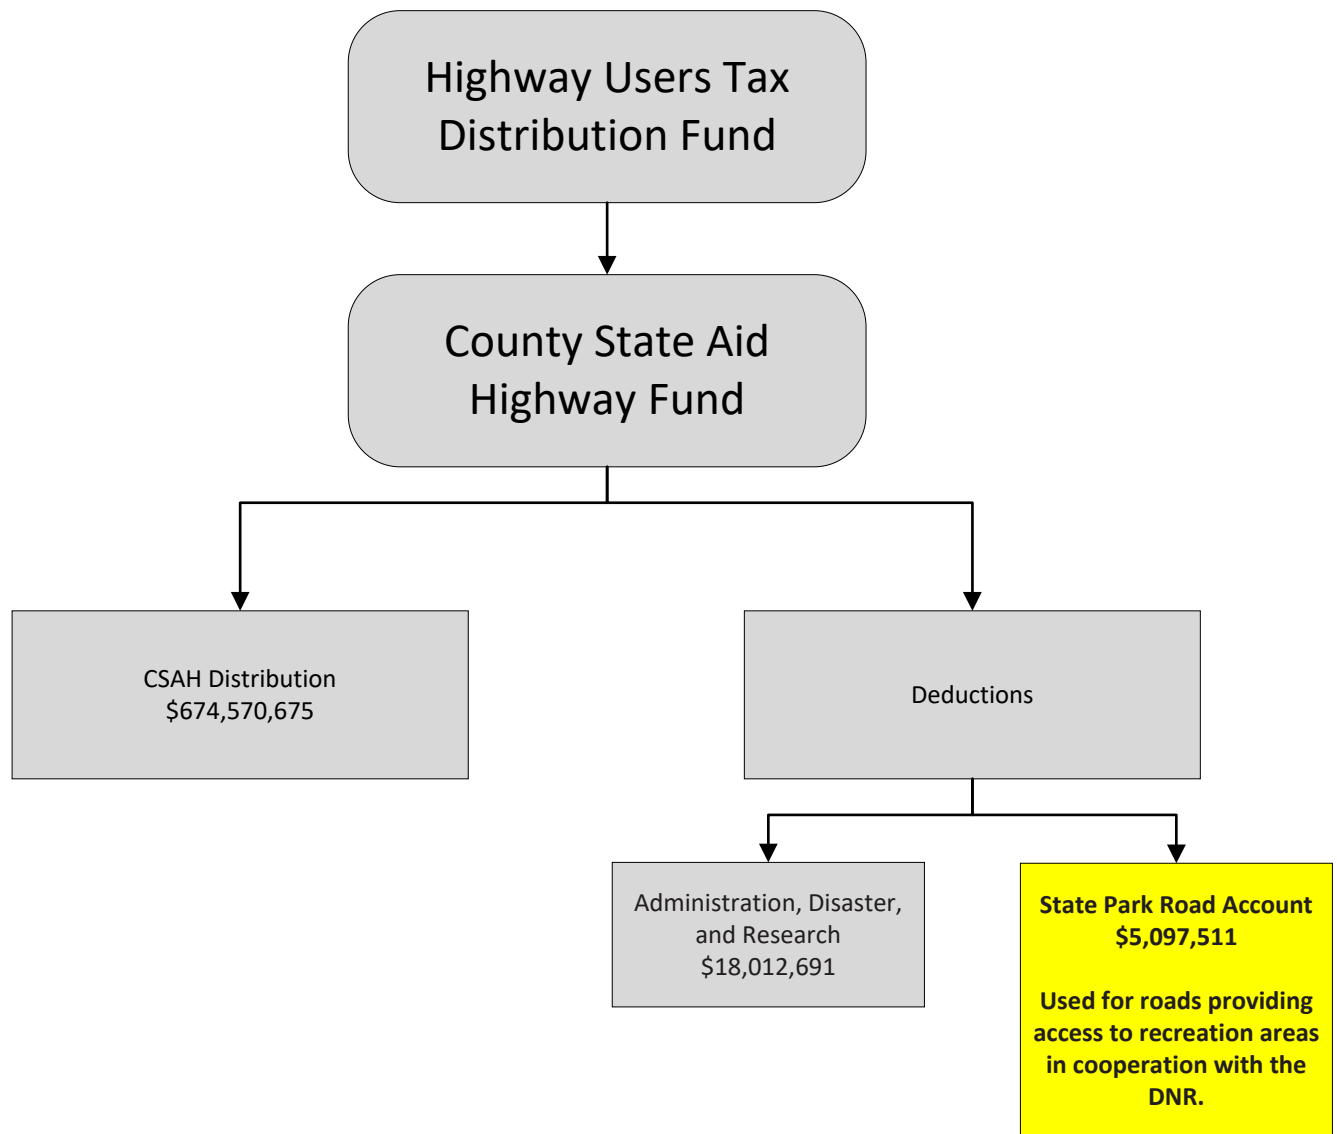 Highway Users Tax
Distribution Fund
County State Aid
Highway Fund
CSAH Distribution
$674,570,675
Deductions
Administration, Disaster,
and Research
$18,012,691
State Park Road Account
$5,097,511
Used for roads providing
access to recreation areas
in cooperation with the
DNR.